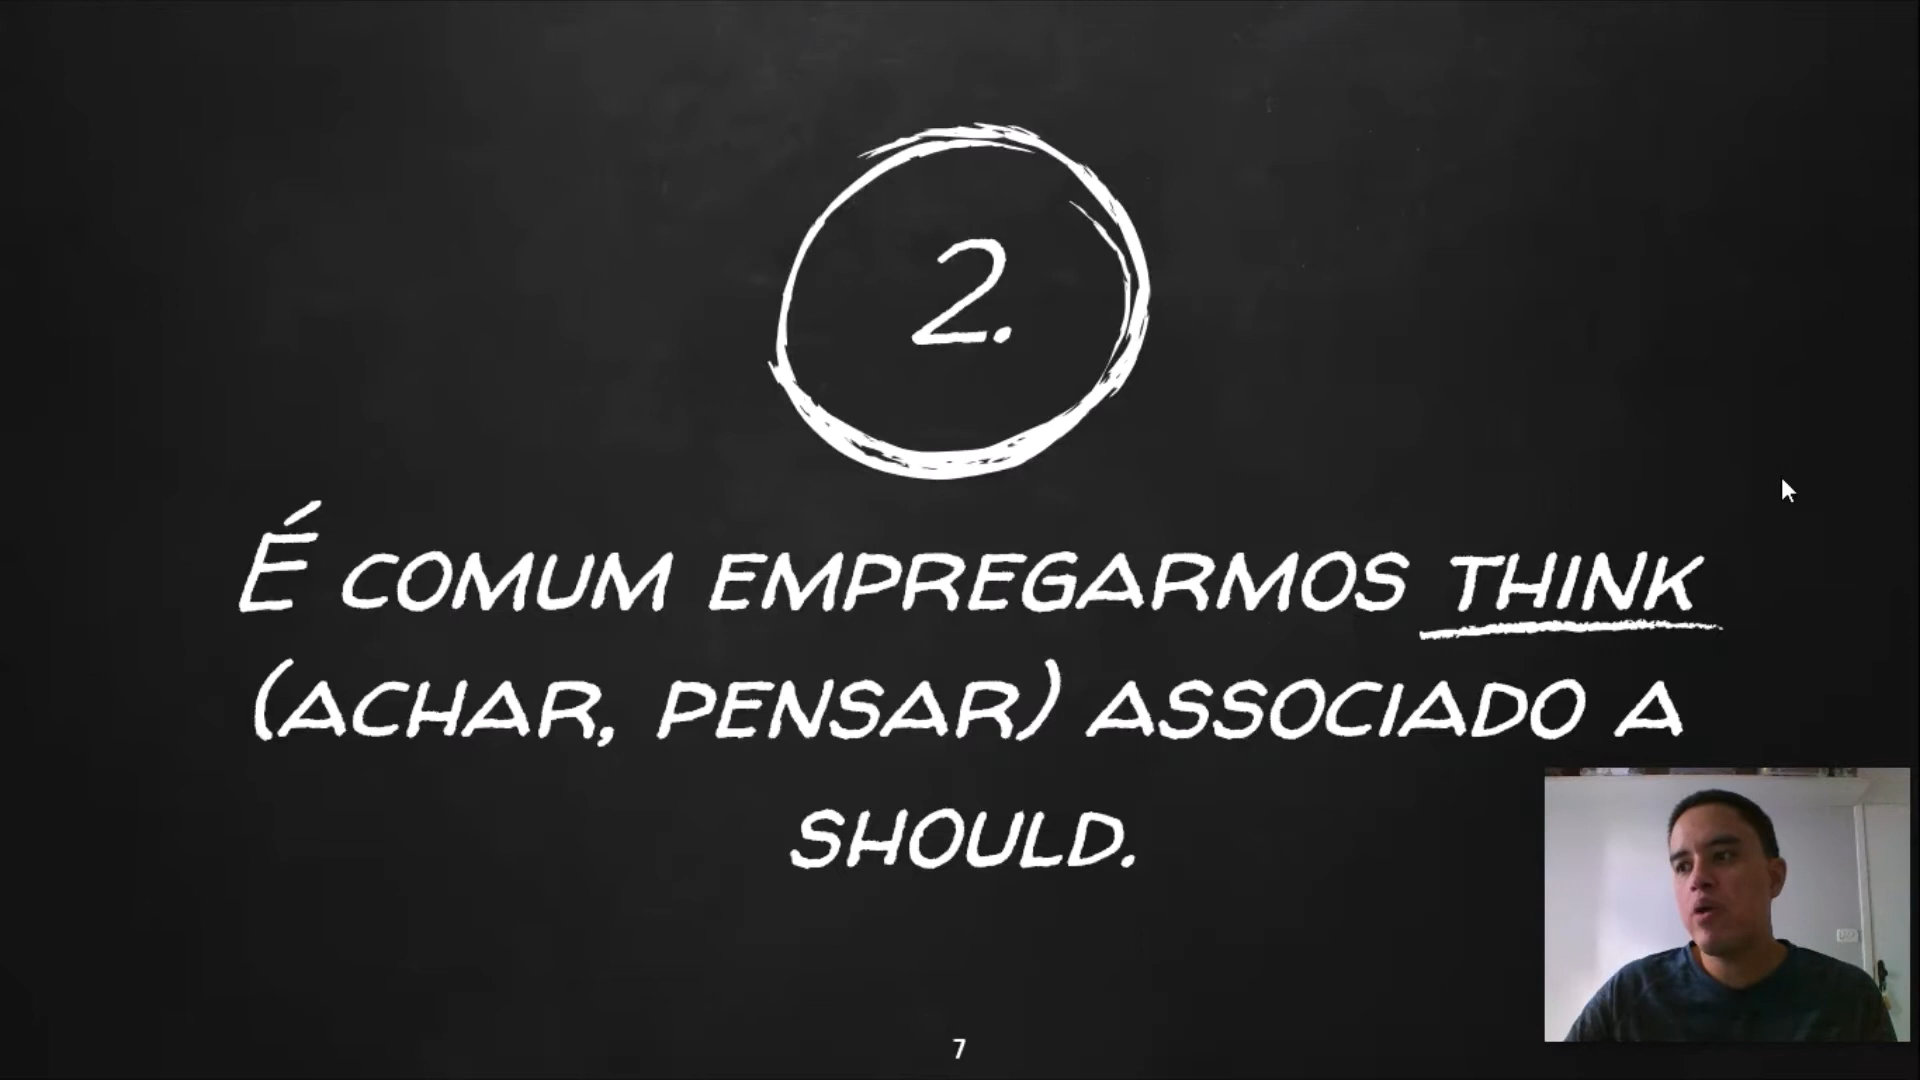 2.
É COMUM EMPREGARMOS THINK
(ACHAR, PENSAR) ASSOCIADO A
SHOULD.
7